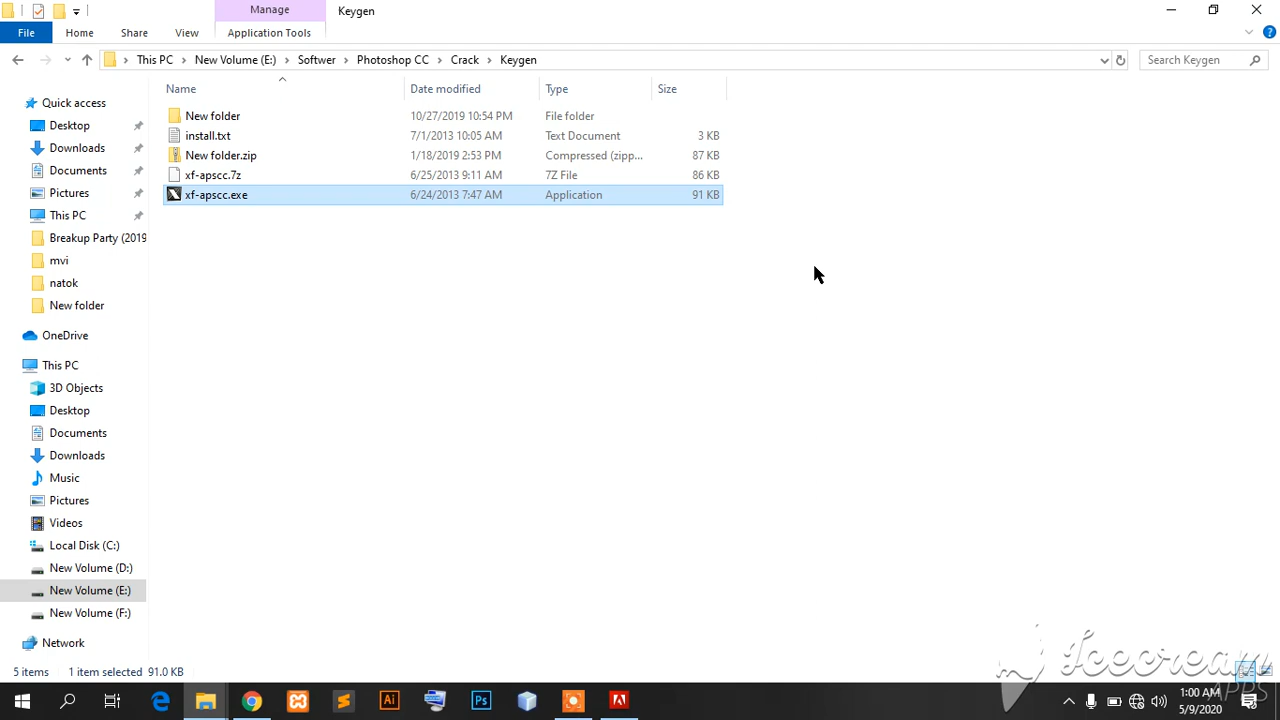 Manage
Keygen
File
Home
Share
View
Application Tools
This PC
New Volume (E:)
Softwer
Photoshop CC
Crack
Keygen
Search Keygen
Name
Date modified
Type
Size
New folder
10/27/2019 10:54 PM
File folder
install.txt
7/1/2013 10:05 AM
Text Document
3 KB
New folder.zip
1/18/2019 2:53 PM
Compressed (zipp...
87 KB
xf-apscc.7z
6/25/2013 9:11 AM
7Z File
86 KB
xf-apscc.exe
6/24/2013 7:47 AM
Application
91 KB
Quick access
Desktop
Downloads
Documents
Pictures
This PC
Breakup Party (2019
mvi
natok
New folder
OneDrive
This PC
3D Objects
Desktop
Documents
Downloads
Music
Pictures
Videos
Local Disk (C:)
New Volume (D:)
New Volume (E:)
New Volume (F:)
Network
5 items
1 item selected 91.0 KB
Icecream
APPS
Ai
Ps
1:00 AM
5/9/2020